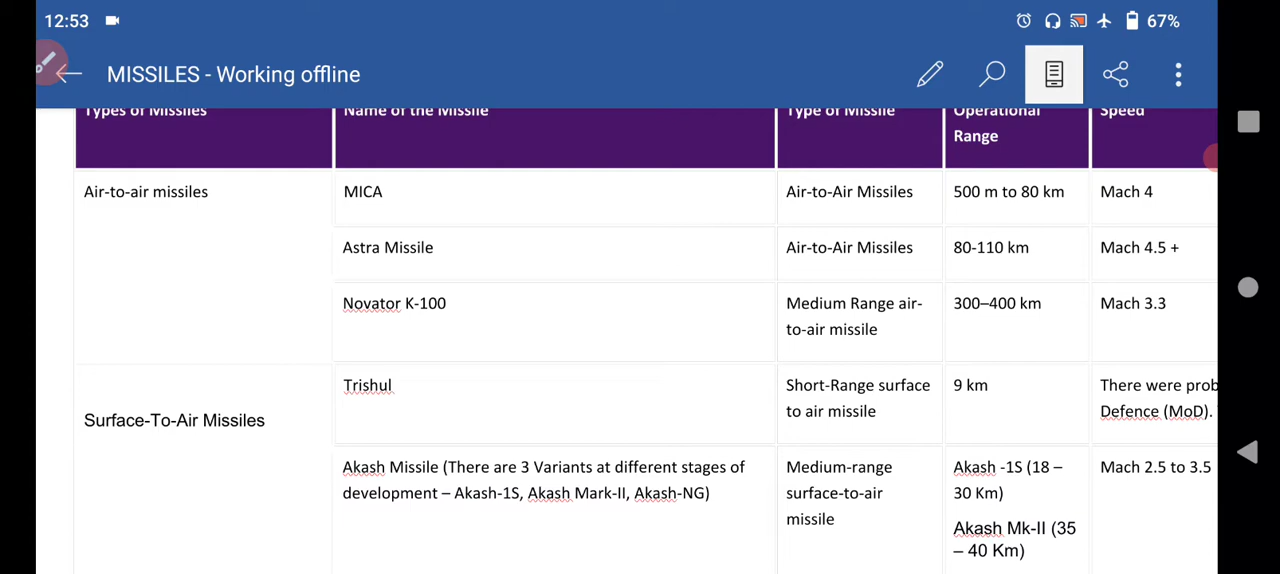 12:53
67%
MISSILES - Working offline
Types of Missiles
Name of the Missile
Type of Missile
Operational
Range
Speed
Air-to-air missiles
MICA
Air-to-Air Missiles
500 m to 80 km
Mach 4
Astra Missile
Air-to-Air Missiles
80-110 km
Mach 4.5 +
Novator K-100
Medium Range air-
to-air missile
300–400 km
Mach 3.3
Surface-To-Air Missiles
Trishul
Short-Range surface
to air missile
9 km
There were prob
Defence (MoD).
Akash Missile (There are 3 Variants at different stages of
development – Akash-1S, Akash Mark-II, Akash-NG)
Medium-range
surface-to-air
missile
Akash -1S (18 –
30 Km)
Akash Mk-II (35
– 40 Km)
Mach 2.5 to 3.5